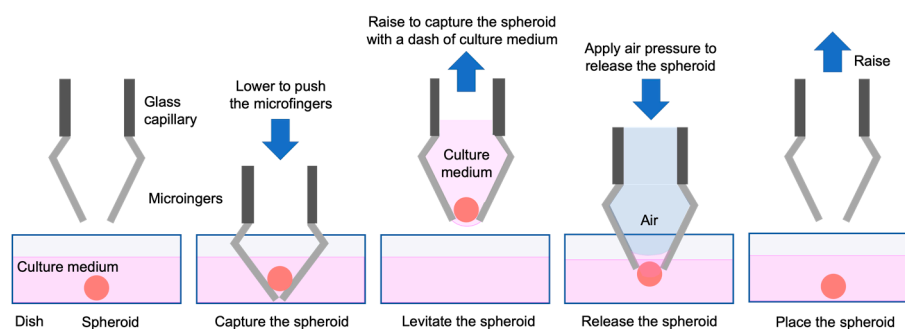 Glass
capillary
Culture medium
Dish
Spheroid
Lower to push
the microfingers
Microingers
Capture the spheroid
Raise to capture the spheroid
with a dash of culture medium
Culture
medium
Levitate the spheroid
Apply air pressure to
release the spheroid
Air
Release the spheroid
Raise
Place the spheroid